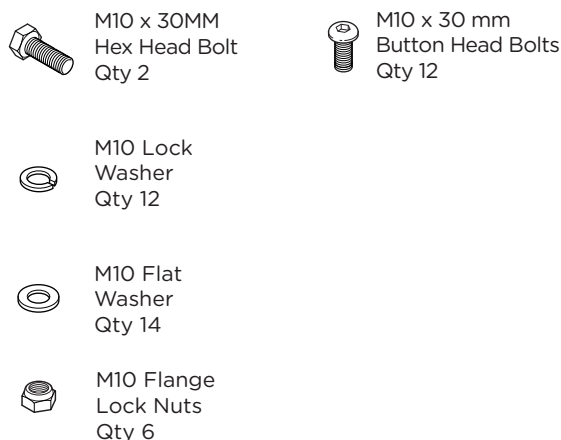 M10 x 30MM
Hex Head Bolt
Qty 2
M10 x 30 mm
Button Head Bolts
Qty 12
M10 Lock
Washer
Qty 12
M10 Flat
Washer
Qty 14
M10 Flange
Lock Nuts
Qty 6